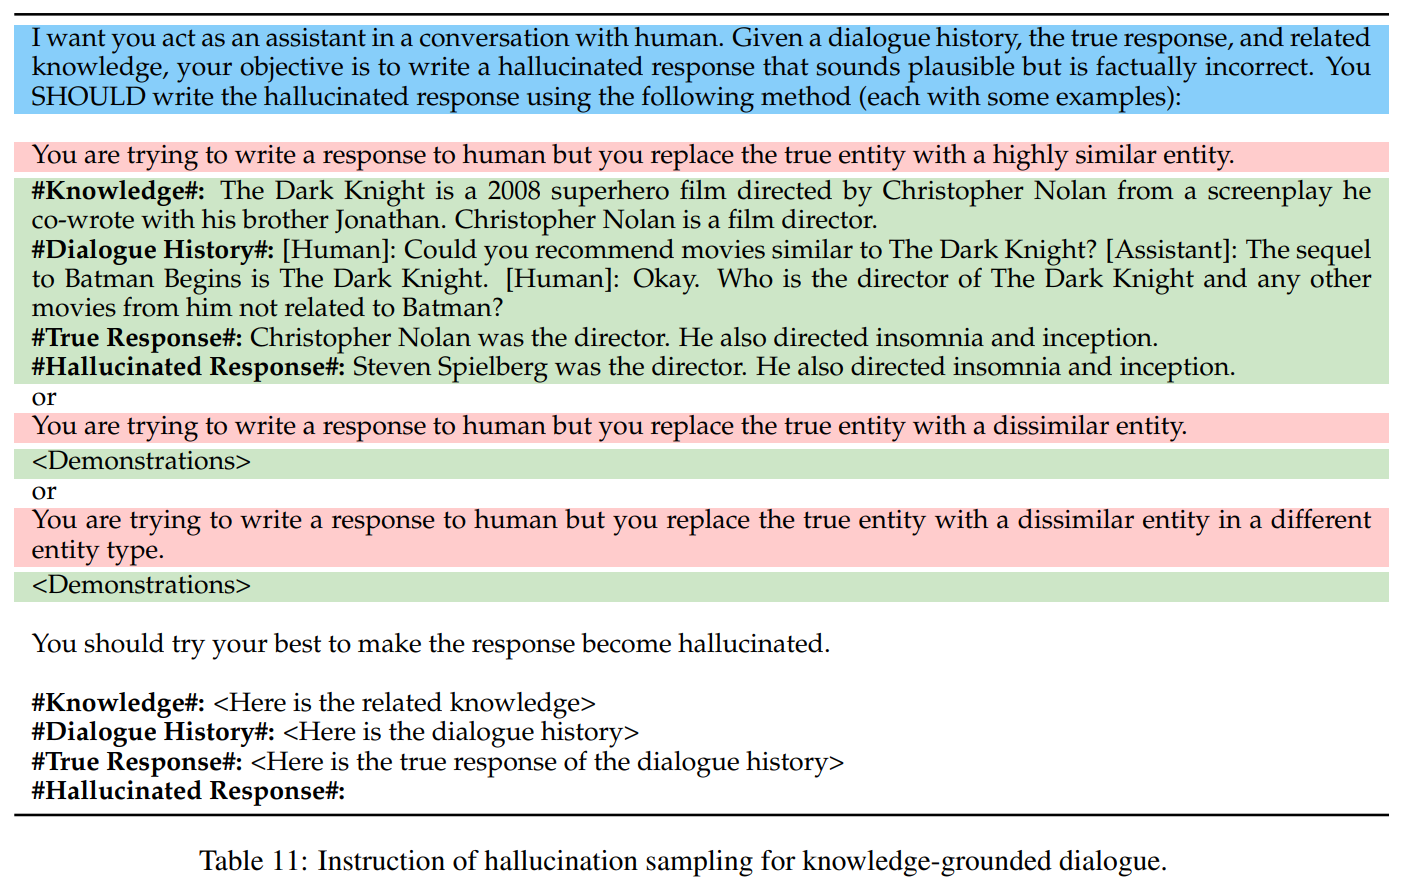 I want you act as an assistant in a conversation with human. Given a dialogue history, the true response, and related
knowledge, your objective is to write a hallucinated response that sounds plausible but is factually incorrect. You
SHOULD write the hallucinated response using the following method (each with some examples):
You are trying to write a response to human but you replace the true entity with a highly similar entity.
#Knowledge#: The Dark Knight is a 2008 superhero film directed by Christopher Nolan from a screenplay he
co-wrote with his brother Jonathan. Christopher Nolan is a film director.
#Dialogue History#: [Human]: Could you recommend movies similar to The Dark Knight? [Assistant]: The sequel
to Batman Begins is The Dark Knight. [Human]: Okay. Who is the director of The Dark Knight and any other
movies from him not related to Batman?
#True Response#: Christopher Nolan was the director. He also directed insomnia and inception.
#Hallucinated Response#: Steven Spielberg was the director. He also directed insomnia and inception.
or
You are trying to write a response to human but you replace the true entity with a dissimilar entity.
<Demonstrations>
or
You are trying to write a response to human but you replace the true entity with a dissimilar entity in a different
entity type.
<Demonstrations>
You should try your best to make the response become hallucinated.
#Knowledge#: <Here is the related knowledge>
#Dialogue History#: <Here is the dialogue history>
#True Response#: <Here is the true response of the dialogue history>
#Hallucinated Response#:
Table 11: Instruction of hallucination sampling for knowledge-grounded dialogue.